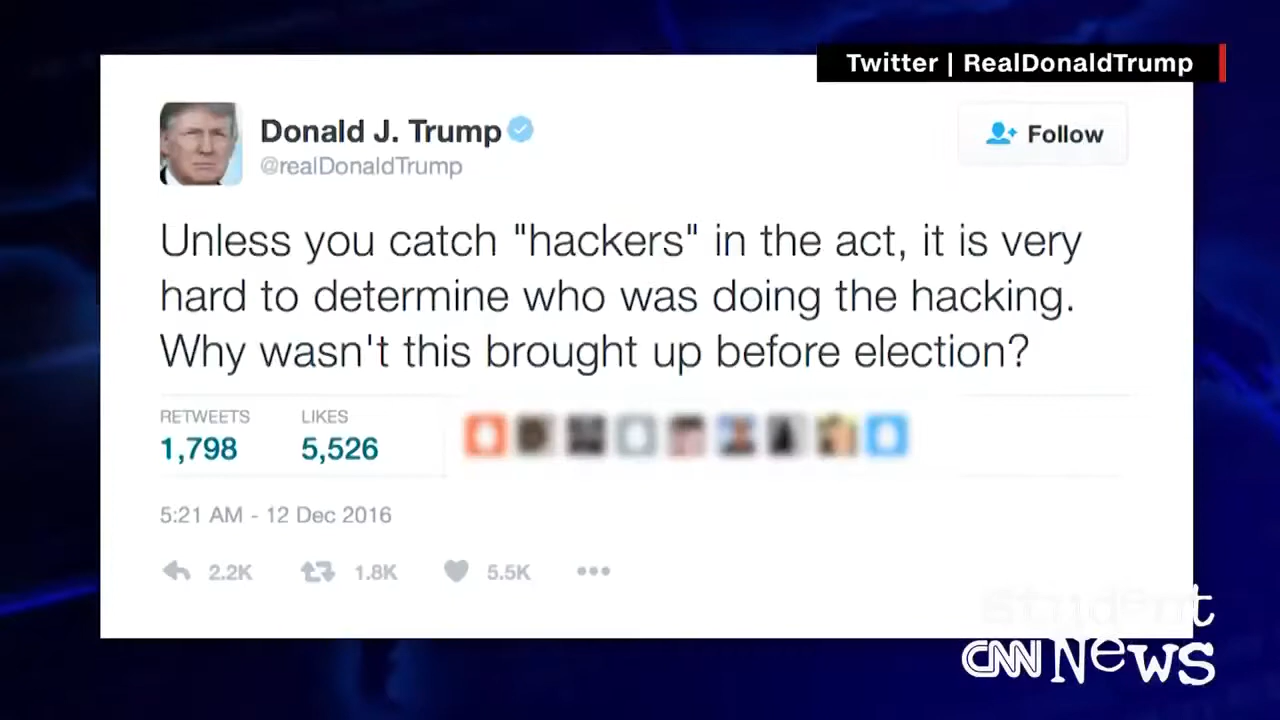 Twitter | RealDonaldTrump
Donald J. Trump
@realDonaldTrump
Follow
Unless you catch "hackers" in the act, it is very
hard to determine who was doing the hacking.
Why wasn't this brought up before election?
RETWEETS LIKES
1,798 5,526
5:21 AM - 12 Dec 2016
2.2K 1.8K 5.5K
Student
CNN News